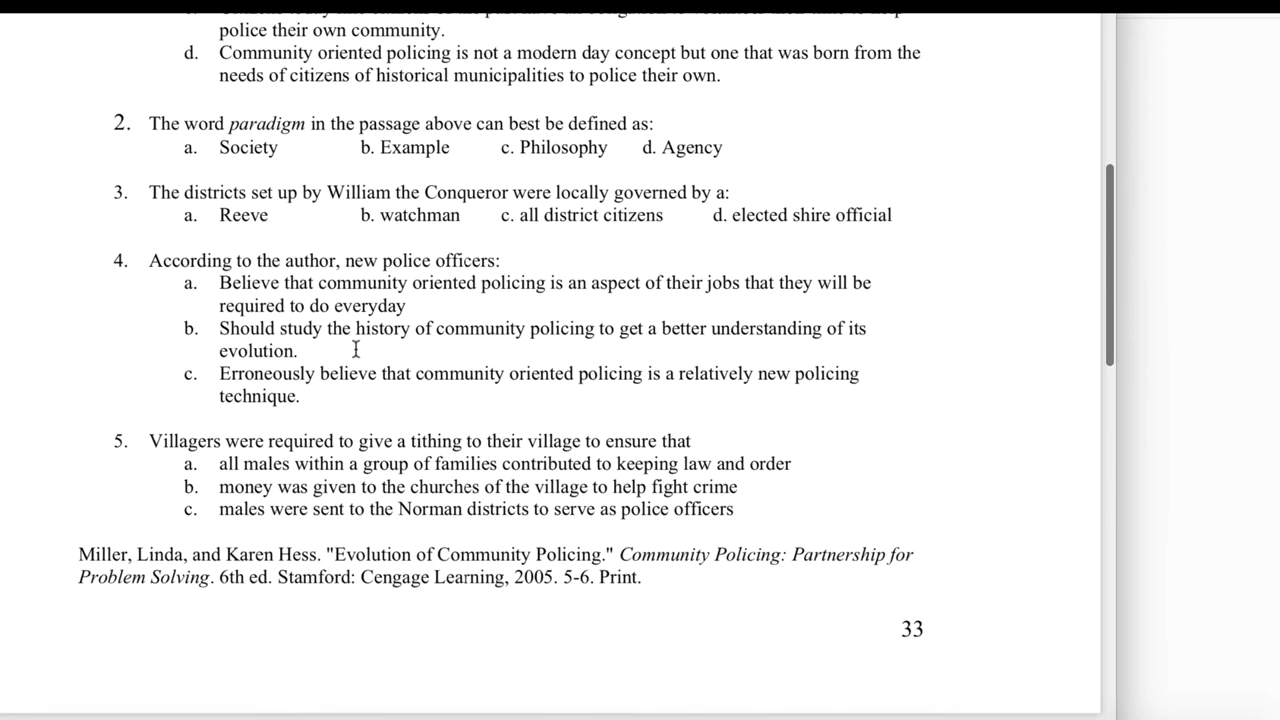 police their own community.
d. Community oriented policing is not a modern day concept but one that was born from the
needs of citizens of historical municipalities to police their own.
2. The word paradigm in the passage above can best be defined as:
a. Society b. Example c. Philosophy d. Agency
3. The districts set up by William the Conqueror were locally governed by a:
a. Reeve b. watchman c. all district citizens d. elected shire official
4. According to the author, new police officers:
a. Believe that community oriented policing is an aspect of their jobs that they will be
required to do everyday
b. Should study the history of community policing to get a better understanding of its
evolution.
c. Erroneously believe that community oriented policing is a relatively new policing
technique.
5. Villagers were required to give a tithing to their village to ensure that
a. all males within a group of families contributed to keeping law and order
b. money was given to the churches of the village to help fight crime
c. males were sent to the Norman districts to serve as police officers
Miller, Linda, and Karen Hess. "Evolution of Community Policing." Community Policing: Partnership for
Problem Solving. 6th ed. Stamford: Cengage Learning, 2005. 5-6. Print.
33